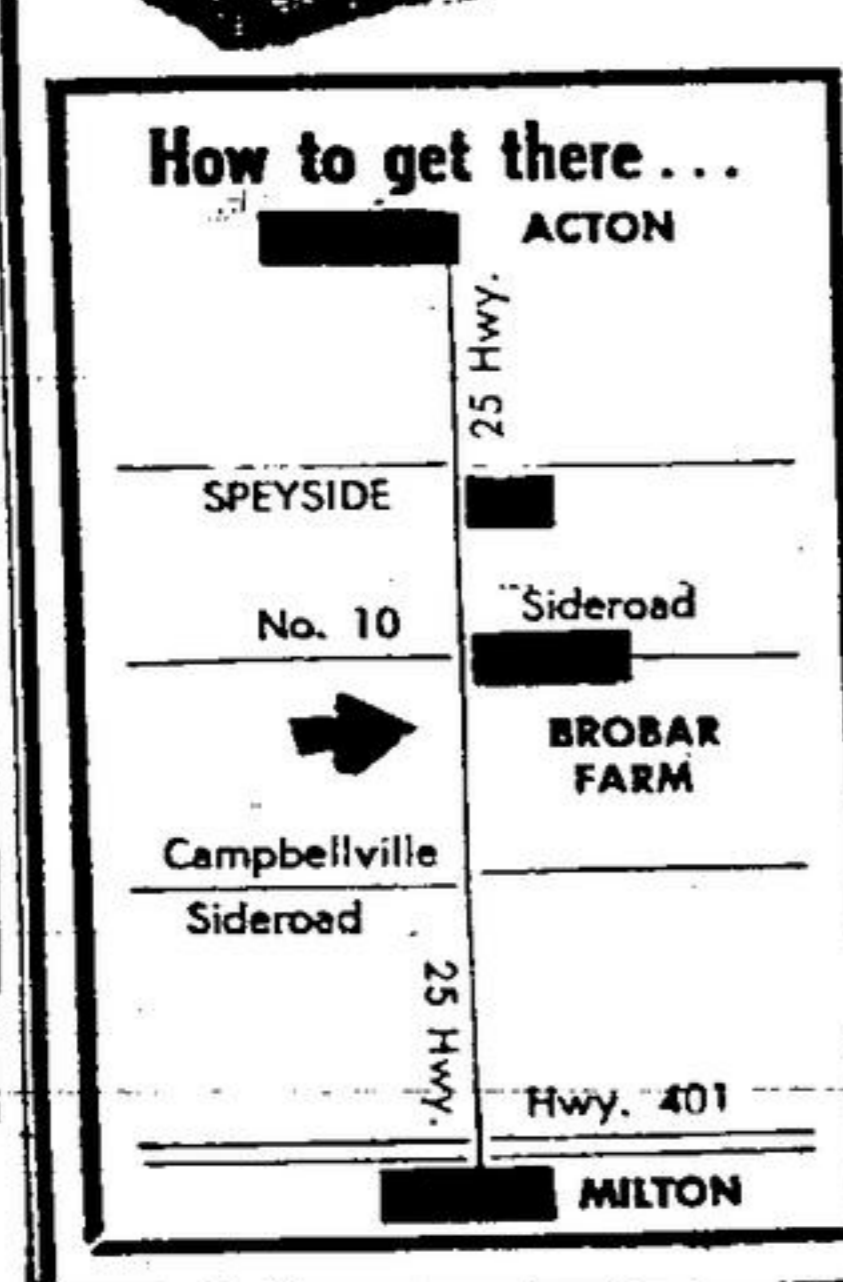 How to get there...
ACTON
25 Hwy.
SPEYSIDE
Sideroad
No. 10
BROBAR
FARM
Campbellville
Sideroad
25 Hwy.
Hwy. 401
MILTON